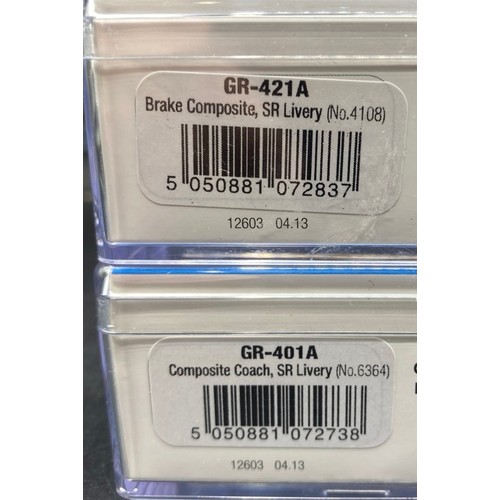 GR-421A
Brake Composite, SR Livery (No.4108)
5 050881 072837
12603 04.13
GR-401A
Composite Coach, SR Livery (No.6364)
5 050881 072738
12603 04.13